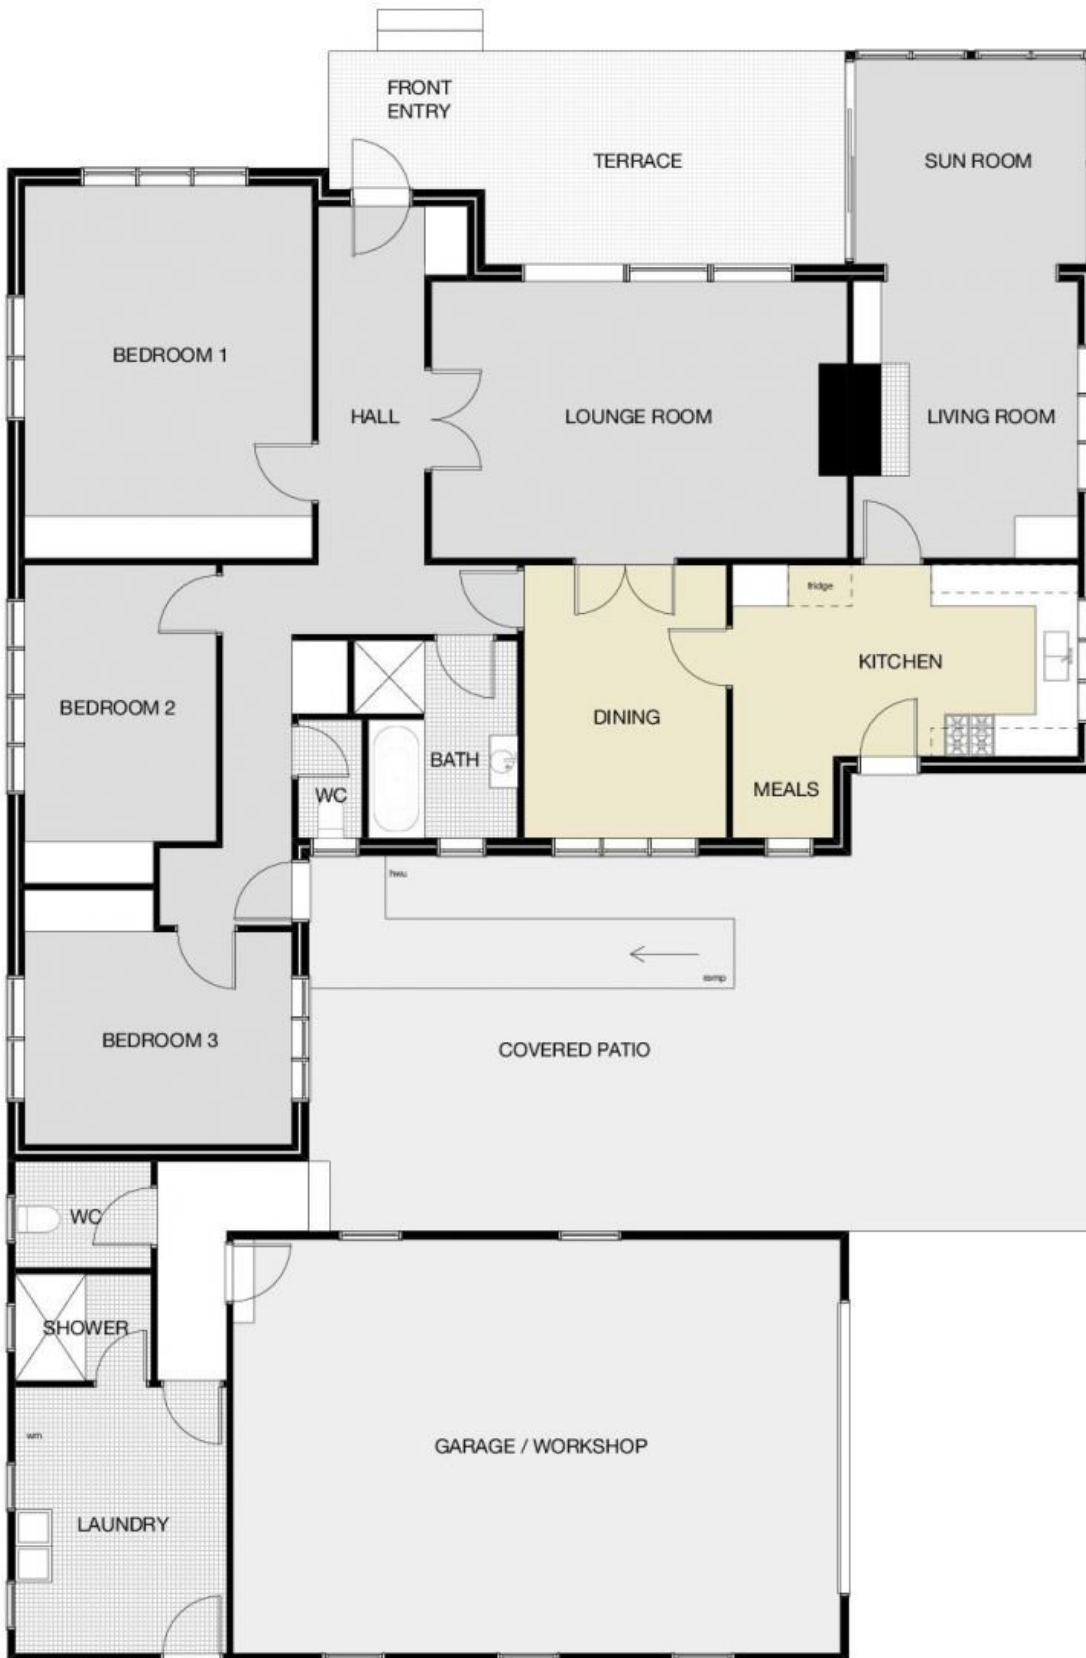 FRONT
ENTRY
TERRACE
SUN ROOM
BEDROOM 1
HALL
LOUNGE ROOM
LIVING ROOM
fridge
KITCHEN
BEDROOM 2
DINING
BATH
WC
MEALS
hwu
ramp
BEDROOM 3
COVERED PATIO
WC
SHOWER
wm
GARAGE / WORKSHOP
LAUNDRY